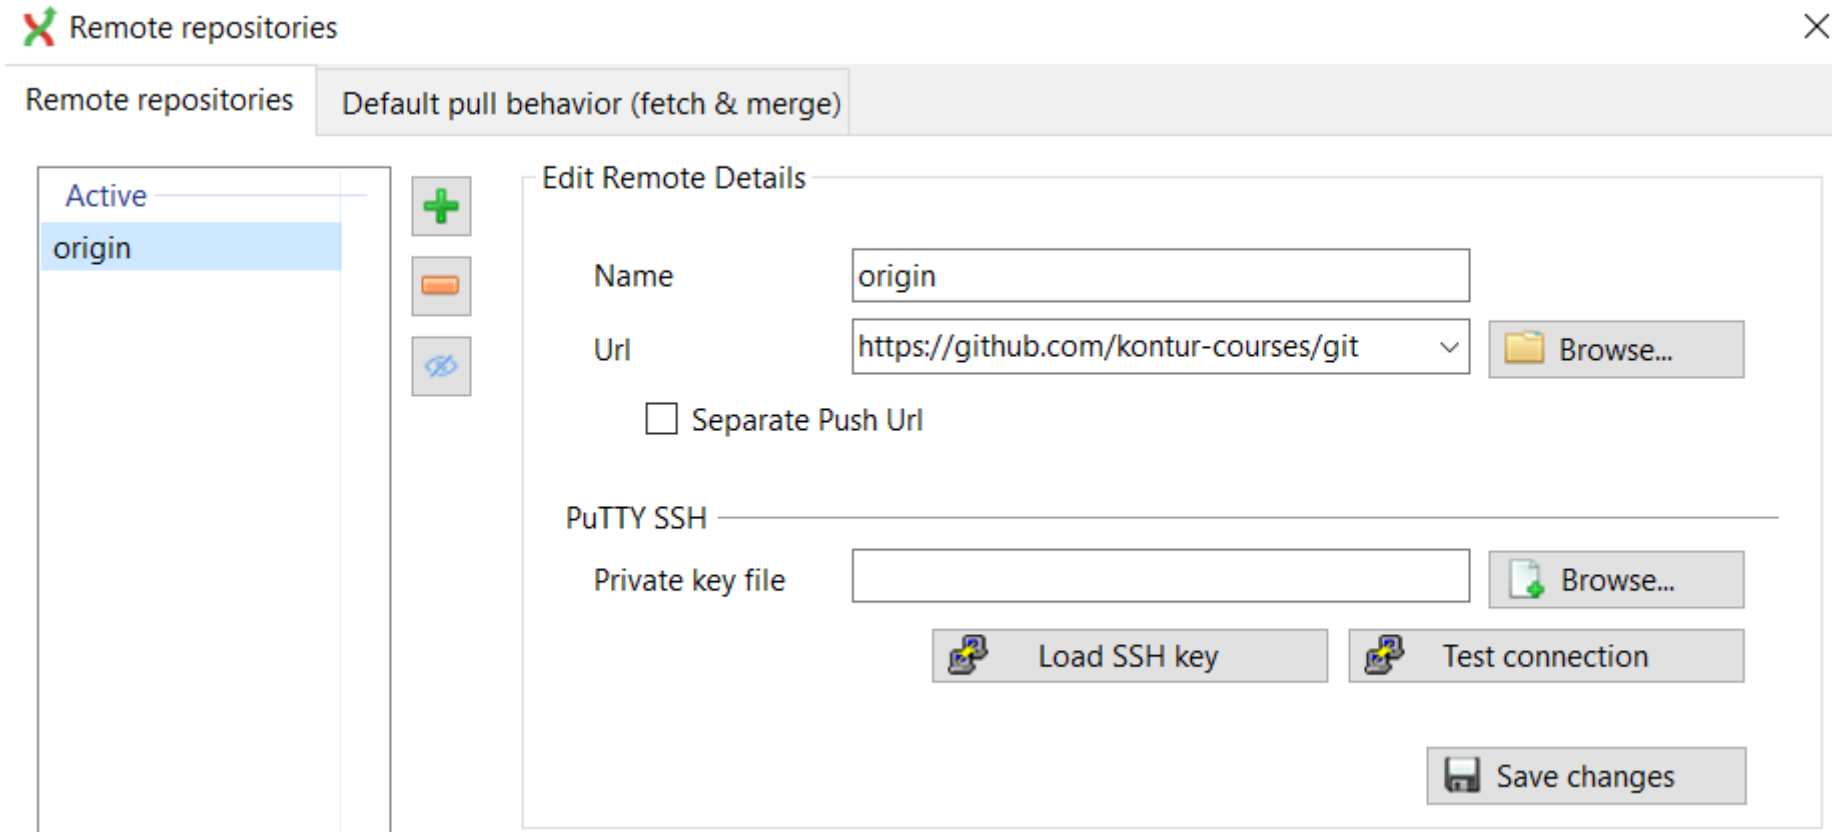 Remote repositories
Remote repositories
Default pull behavior (fetch & merge)
Active
origin
Edit Remote Details
Name
origin
Url
https://github.com/kontur-courses/git
Browse...
Separate Push Url
PuTTY SSH
Private key file
Browse...
Load SSH key
Test connection
Save changes